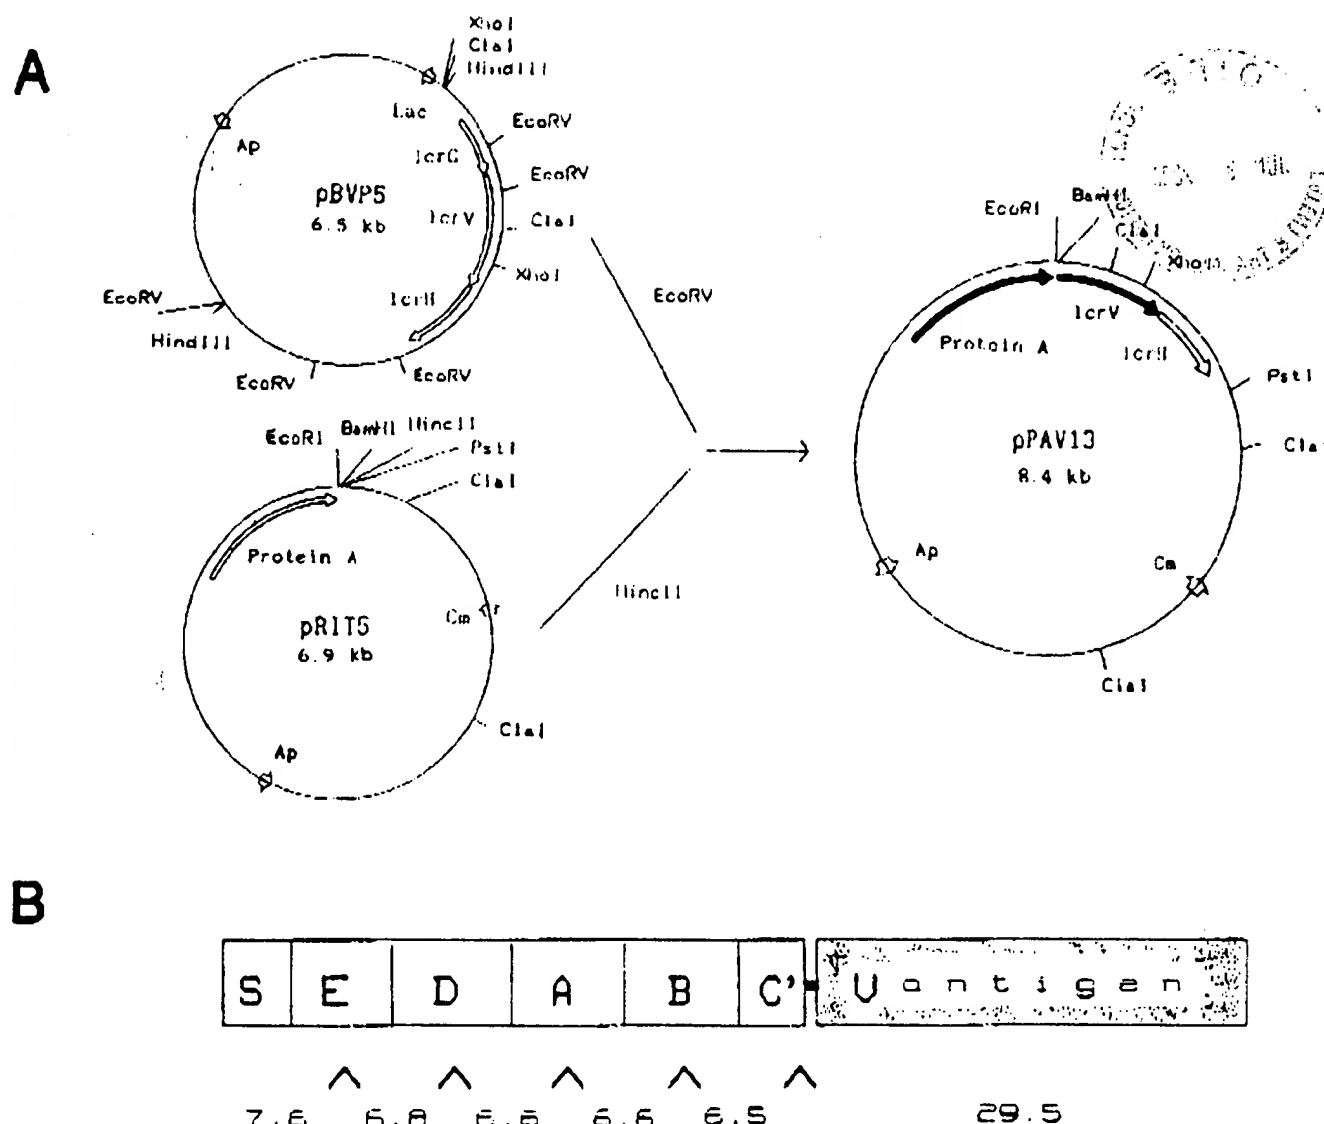 A
XhoI
ClaI
HindIII
Lac
EcoRV
Ap
lcrG
EcoRV
pBVP5
6.5 kb
lcrV
ClaI
XhoI
EcoRV
lcrH
HindIII
EcoRV
EcoRV
EcoRV
EcoRI
BamHI
HincII
PstI
ClaI
Protein A
Cm
pRIT5
6.9 kb
HincII
ClaI
Ap
EcoRI
BamHI
ClaI
XhoI
lcrV
Protein A
lcrH
PstI
pPAV13
8.4 kb
Cla
Ap
Cm
ClaI
B
S E D A B C' V antigen
7.6 6.8 6.6 6.6 6.5 29.5